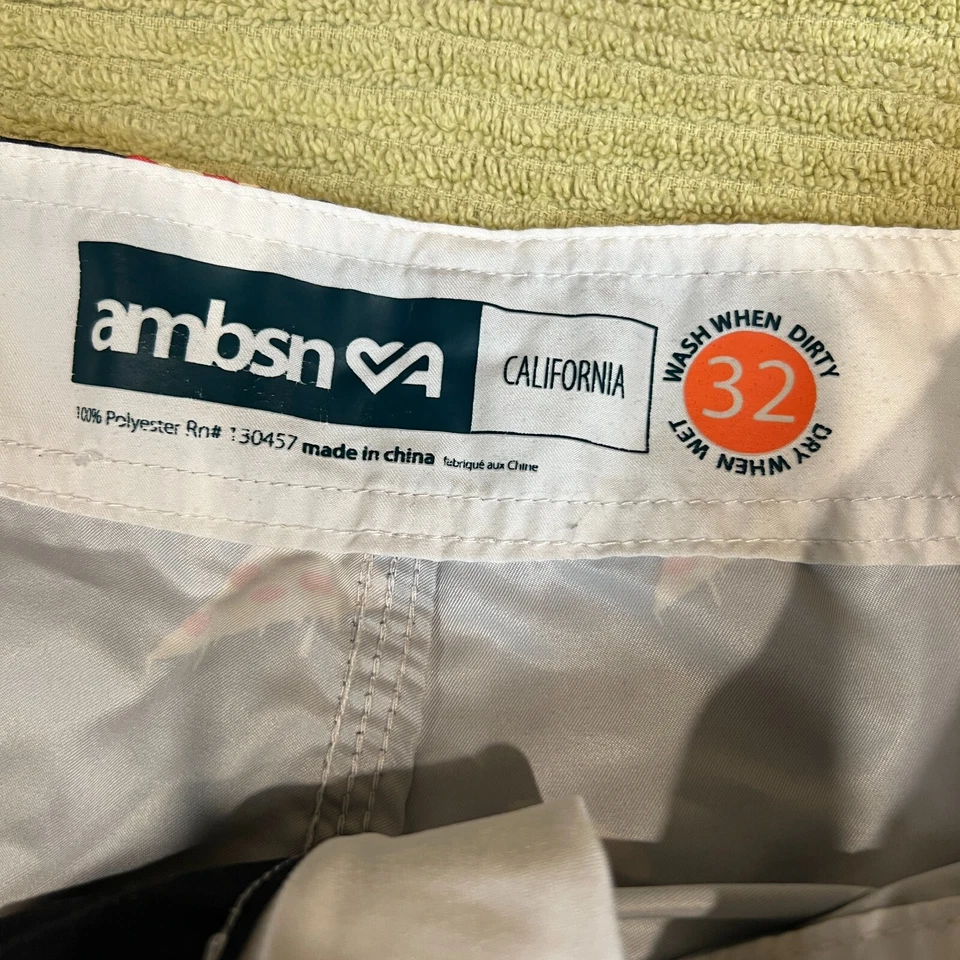 ambsn
CALIFORNIA
100% Polyester Rn# 130457 made in china fabriqué aux Chine
WASH WHEN DIRTY
32
DRY WHEN WET